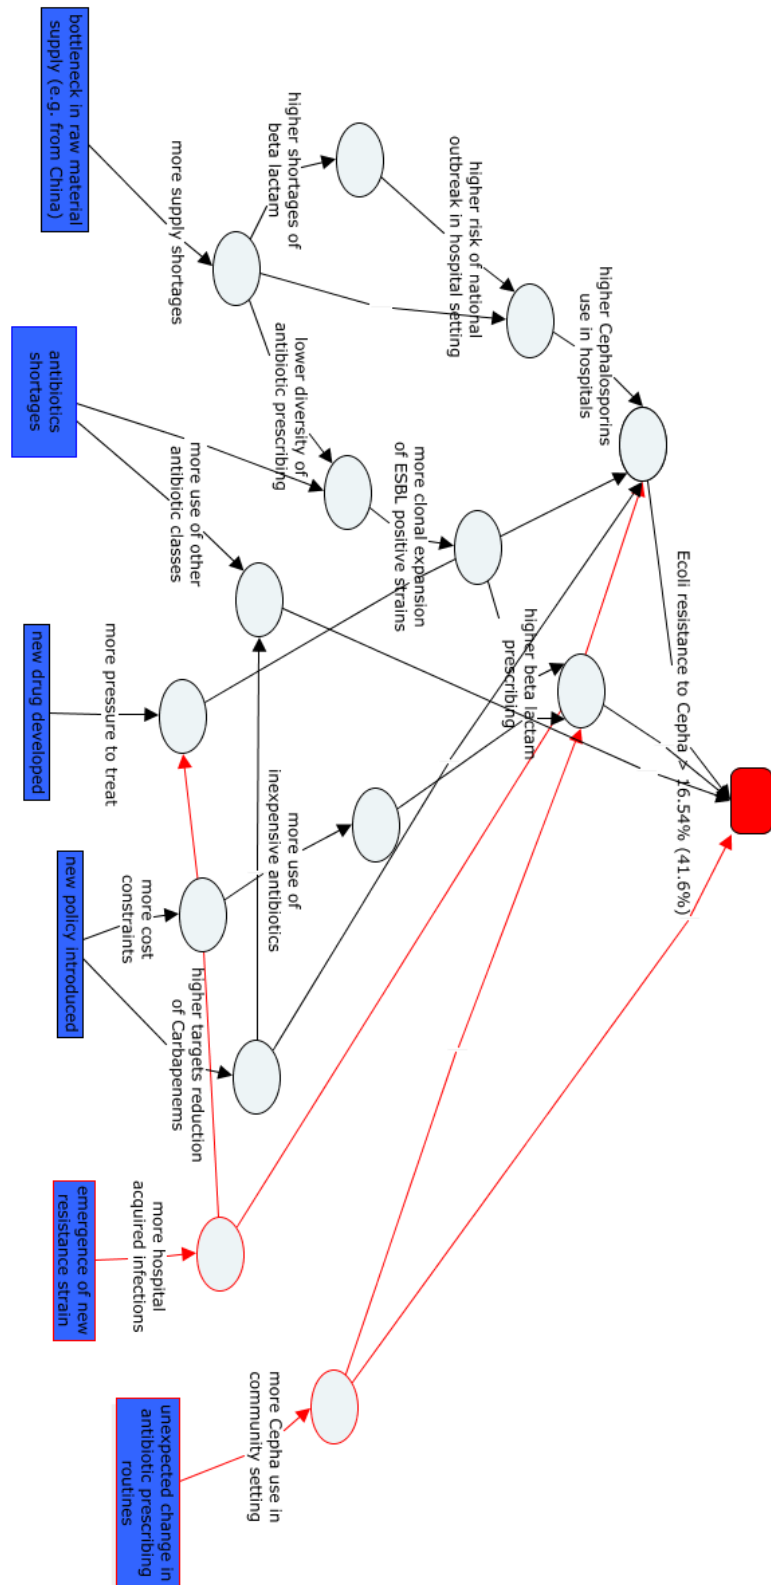 bottleneck in raw material
supply (e.g. from China)
more supply shortages
higher shortages of
beta lactam
higher risk of national
outbreak in hospital setting
higher Cephalosporins
use in hospitals
antibiotics
shortages
lower diversity of
antibiotic prescribing
more use of other
antibiotic classes
more clonal expansion
of ESBL positive strains
Ecoli resistance to Cepha > 16.54% (41.6%)
higher beta lactam
prescribing
new drug developed
more pressure to treat
more use of
inexpensive antibiotics
new policy introduced
more cost
constraints
higher targets reduction
of Carbapenems
emergence of new
resistance strain
more hospital
acquired infections
more Cepha use in
community setting
unexpected change in
antibiotic prescribing
routines